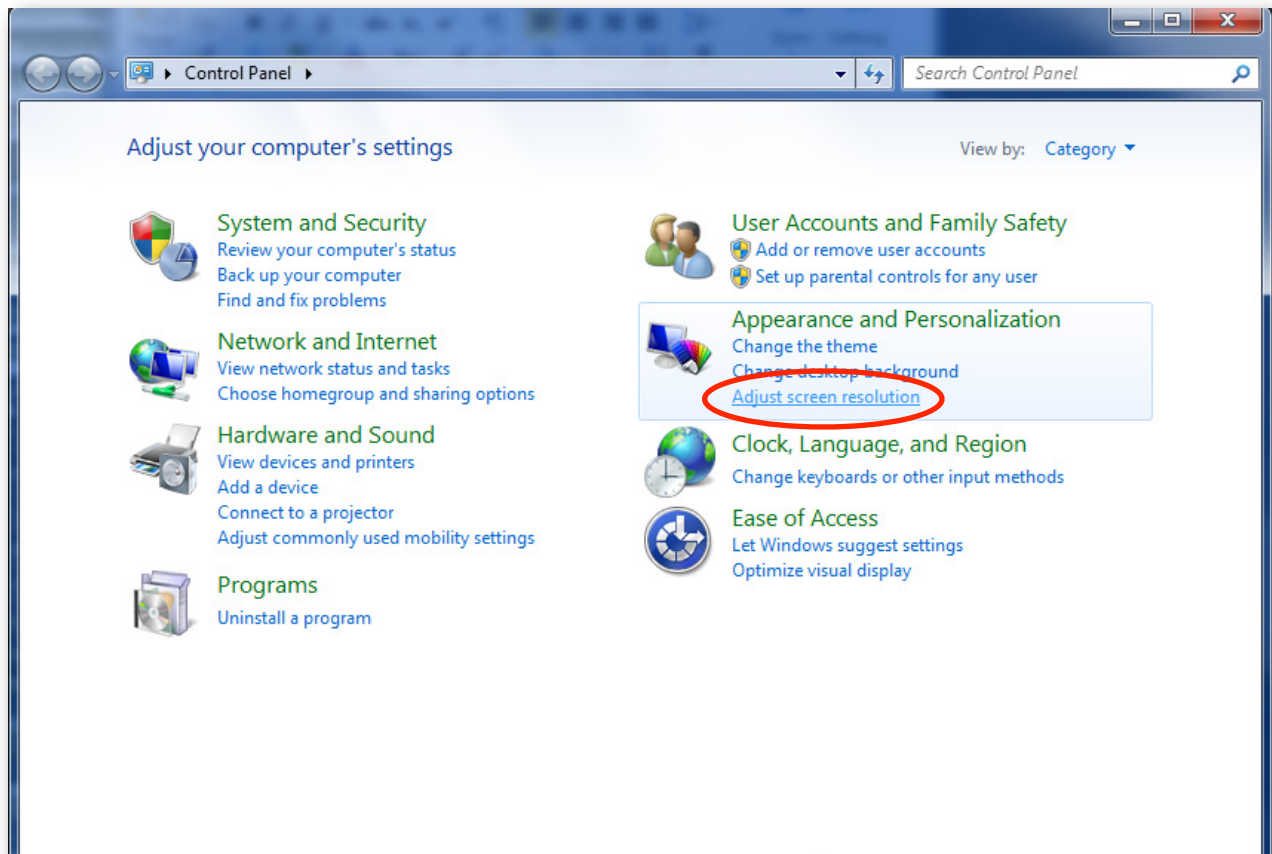 Control Panel
Search Control Panel
Adjust your computer's settings
View by: Category
System and Security
Review your computer's status
Back up your computer
Find and fix problems
Network and Internet
View network status and tasks
Choose homegroup and sharing options
Hardware and Sound
View devices and printers
Add a device
Connect to a projector
Adjust commonly used mobility settings
Programs
Uninstall a program
User Accounts and Family Safety
Add or remove user accounts
Set up parental controls for any user
Appearance and Personalization
Change the theme
Change desktop background
Adjust screen resolution
Clock, Language, and Region
Change keyboards or other input methods
Ease of Access
Let Windows suggest settings
Optimize visual display